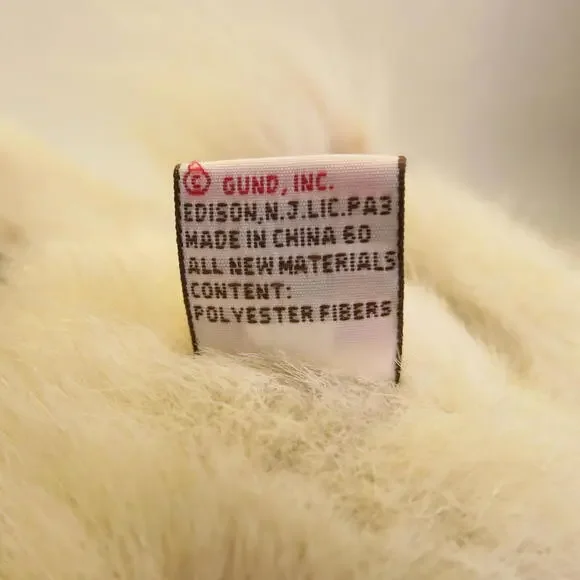 © GUND, INC.
EDISON, N.J. LIC. PA3
MADE IN CHINA 60
ALL NEW MATERIALS
CONTENT:
POLYESTER FIBERS